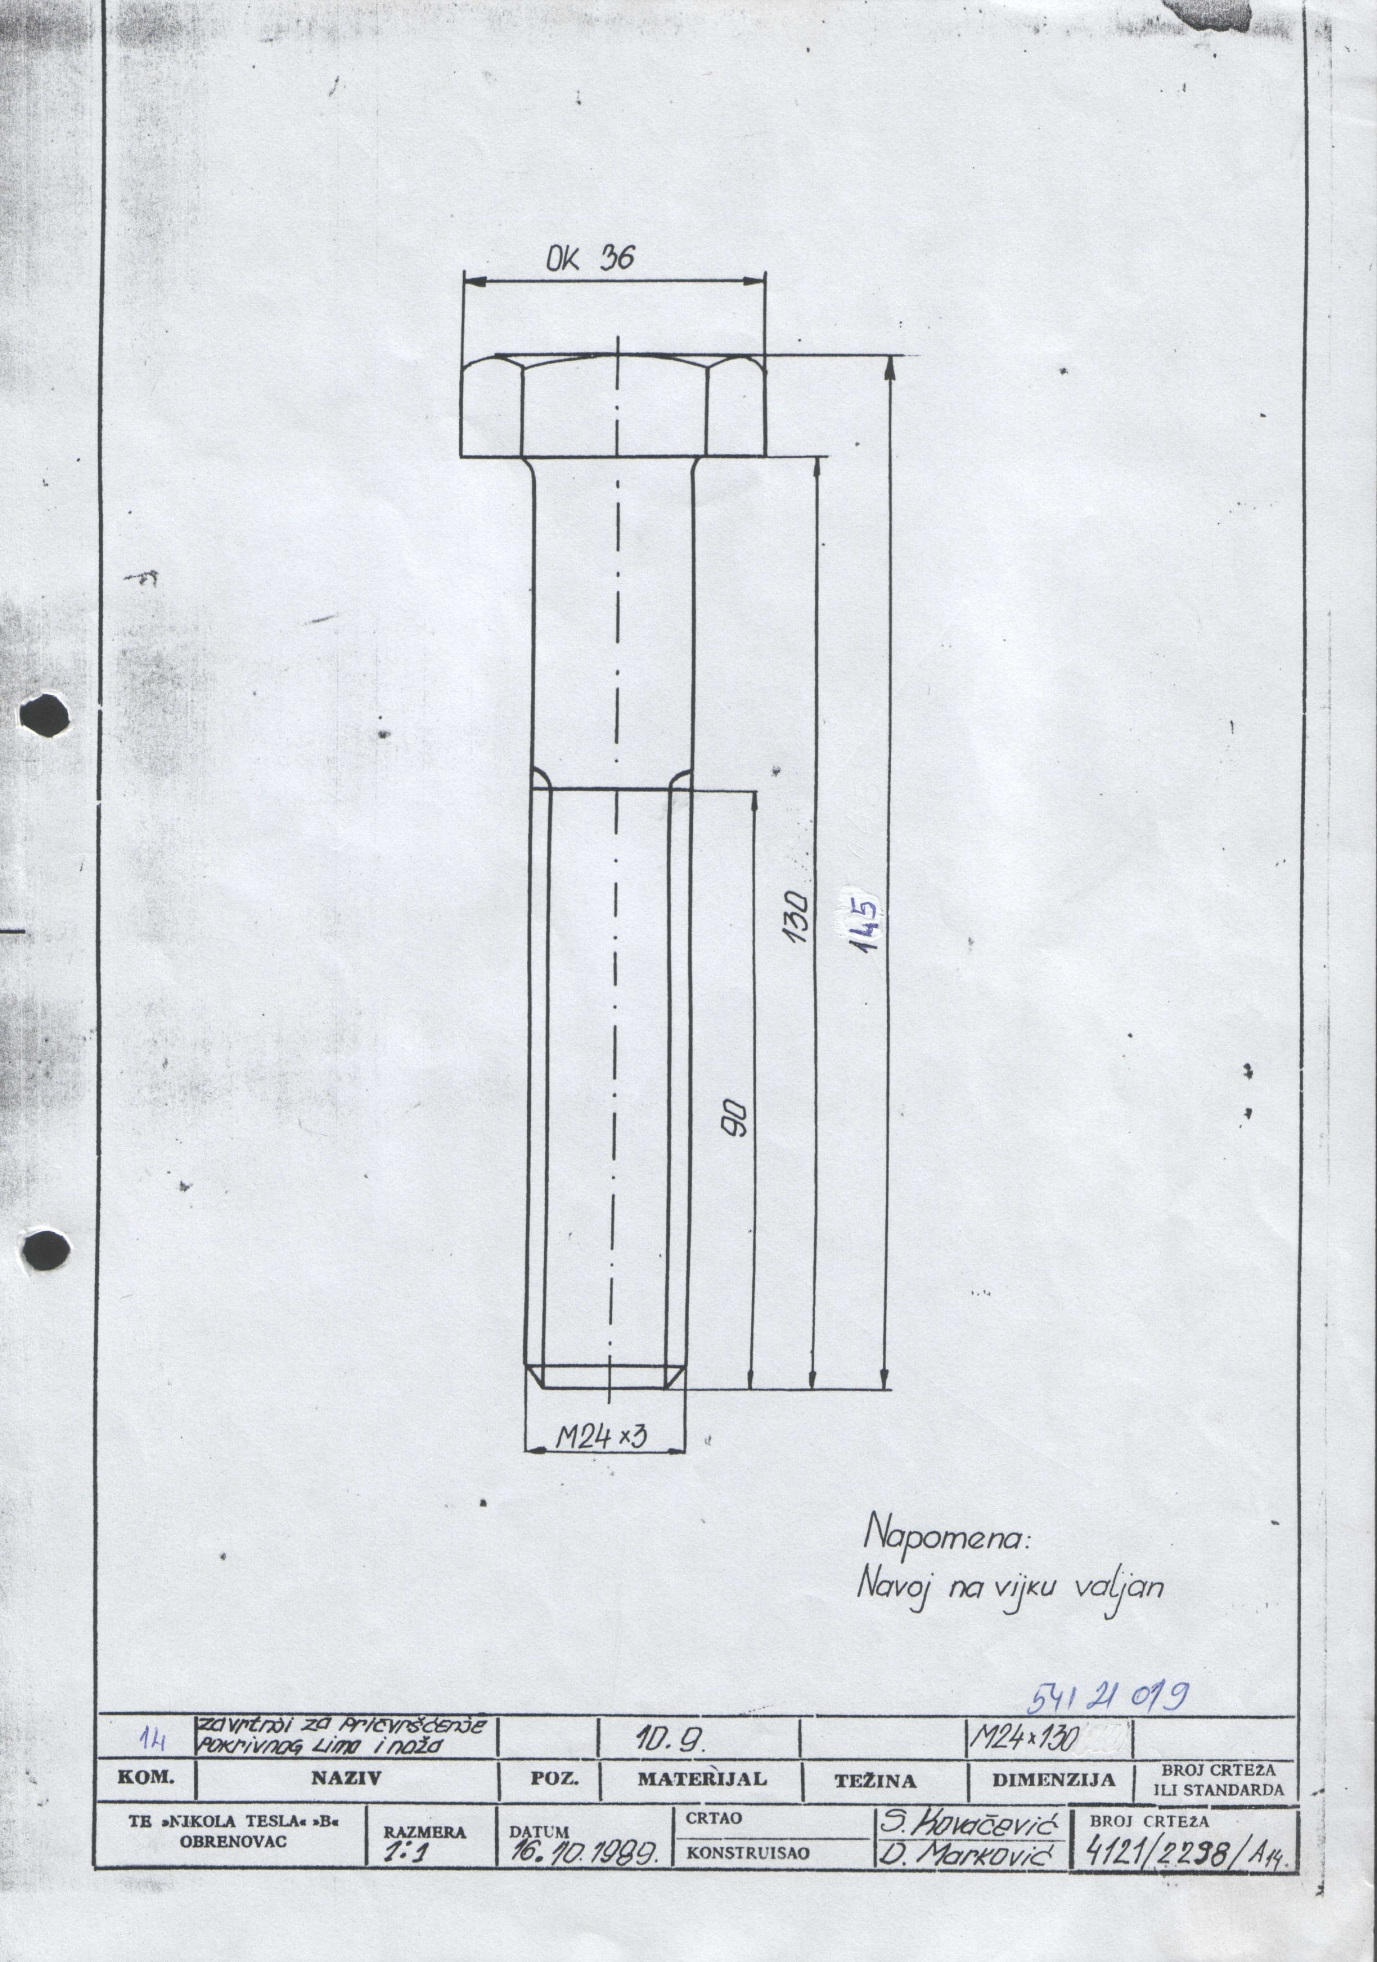 OK 36
130
145
90
M24×3
Napomena:
Navoj na vijku valjan
541 21 019
14
zavrtnji za pričvršćenje
pokrivnog lima i noža
10.9.
M24×130
KOM.
NAZIV
POZ.
MATERIJAL
TEŽINA
DIMENZIJA
BROJ CRTEŽA
ILI STANDARDA
TE »NIKOLA TESLA« »B«
OBRENOVAC
RAZMERA
1:1
DATUM
16.10.1989.
CRTAO
S. Kovačević
KONSTRUISAO
D. Marković
BROJ CRTEŽA
4121/2298/A14.